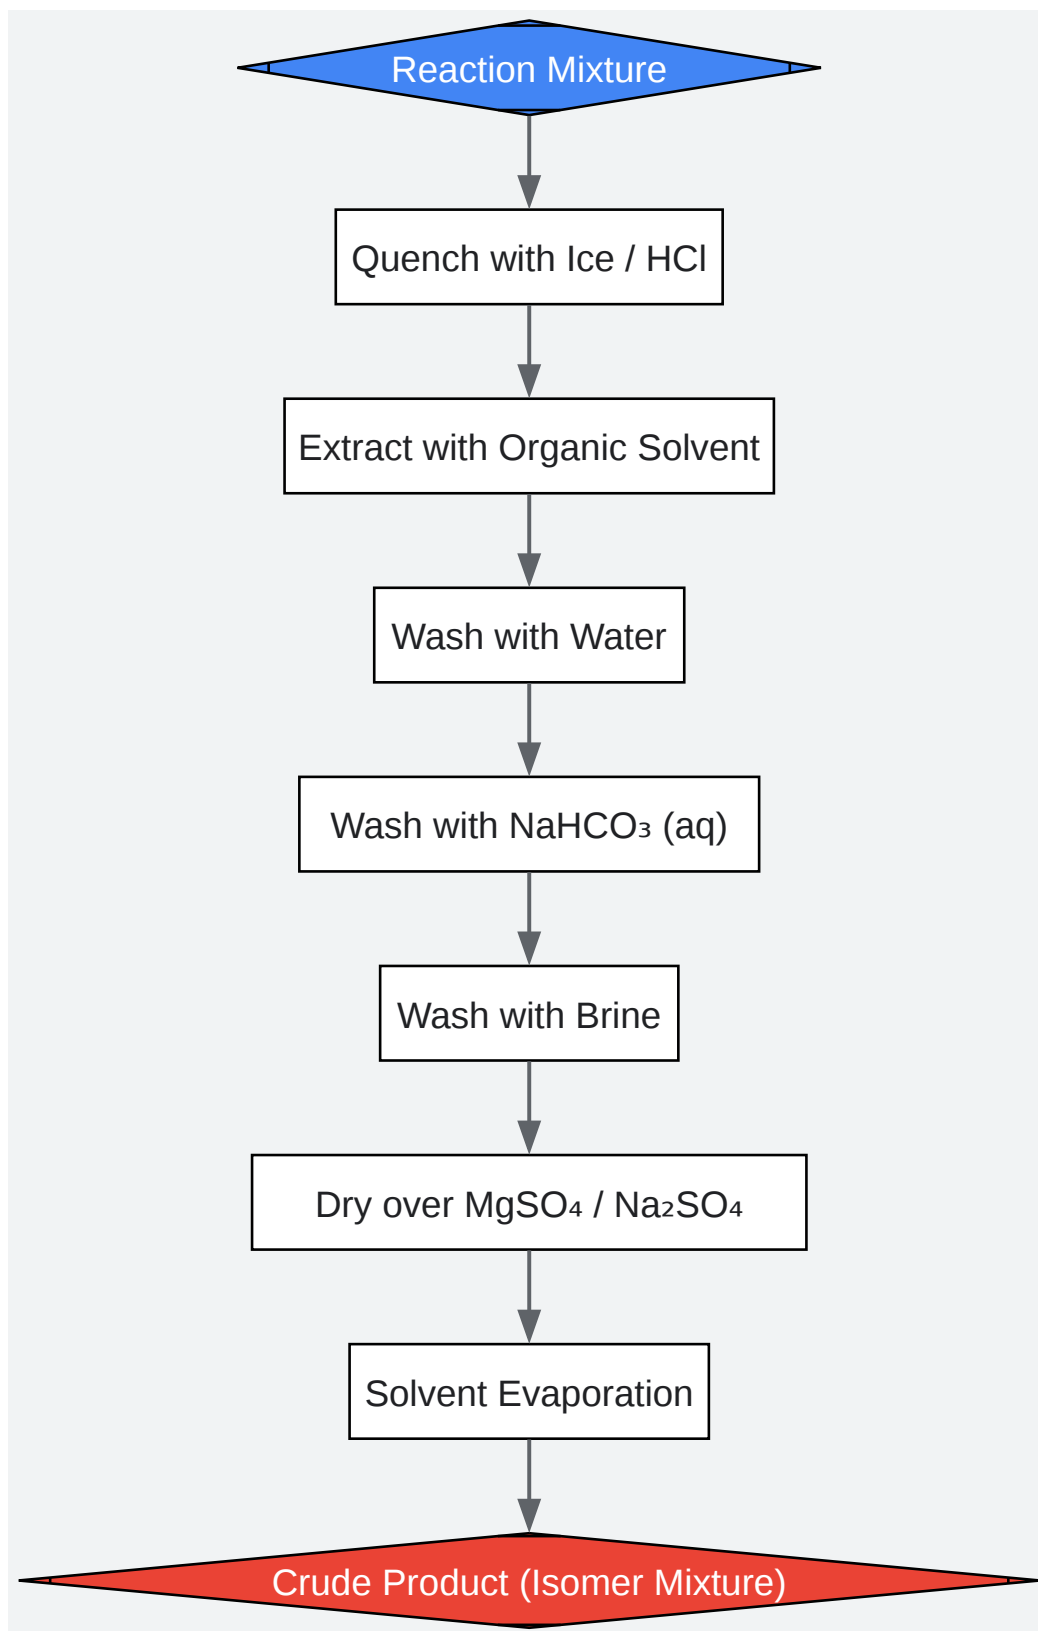 Reaction Mixture
Quench with Ice / HCl
Extract with Organic Solvent
Wash with Water
Wash with NaHCO₃ (aq)
Wash with Brine
Dry over MgSO₄ / Na₂SO₄
Solvent Evaporation
Crude Product (Isomer Mixture)